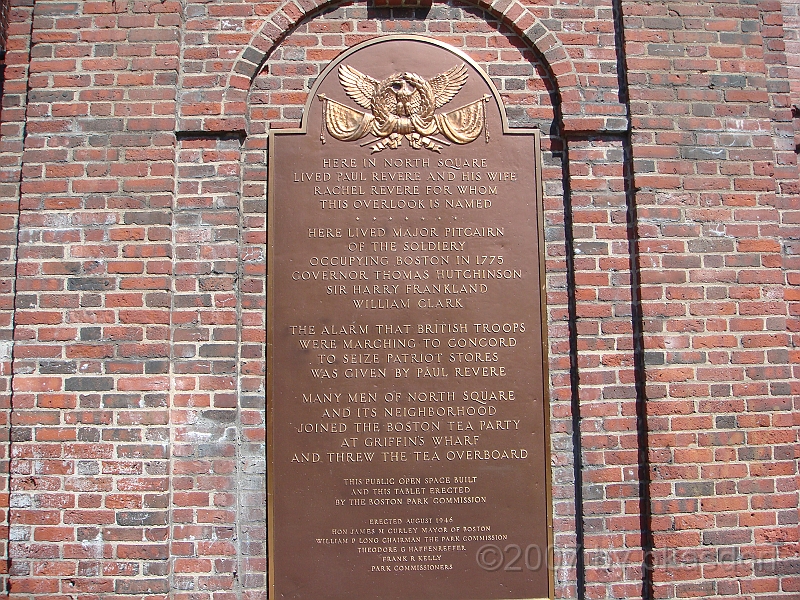 HERE IN NORTH SQUARE
LIVED PAUL REVERE AND HIS WIFE
RACHEL REVERE FOR WHOM
THIS OVERLOOK IS NAMED
HERE LIVED MAJOR PITCAIRN
OF THE SOLDIERY
OCCUPYING BOSTON IN 1775
GOVERNOR THOMAS HUTCHINSON
SIR HARRY FRANKLAND
WILLIAM CLARK
THE ALARM THAT BRITISH TROOPS
WERE MARCHING TO CONCORD
TO SEIZE PATRIOT STORES
WAS GIVEN BY PAUL REVERE
MANY MEN OF NORTH SQUARE
AND ITS NEIGHBORHOOD
JOINED THE BOSTON TEA PARTY
AT GRIFFIN'S WHARF
AND THREW THE TEA OVERBOARD
THIS PUBLIC OPEN SPACE BUILT
AND THIS TABLET ERECTED
BY THE BOSTON PARK COMMISSION
ERECTED AUGUST 1946
HON JAMES M CURLEY MAYOR OF BOSTON
WILLIAM P LONG CHAIRMAN THE PARK COMMISSION
THEODORE G HAFFENREFFER
FRANK R KELLY
PARK COMMISSIONERS
©2007 by